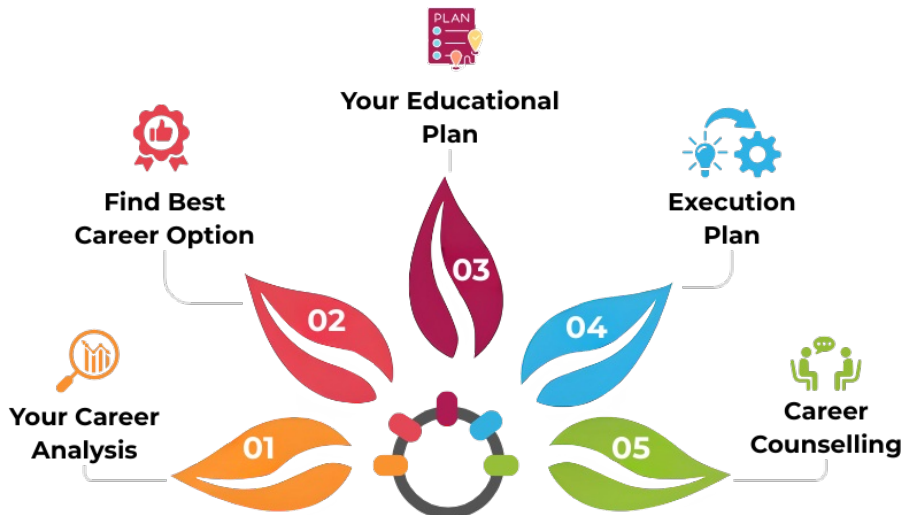 PLAN
Your Educational
Plan
Find Best
Career Option
Execution
Plan
03
02
04
Your Career
Analysis
01
05
Career
Counselling